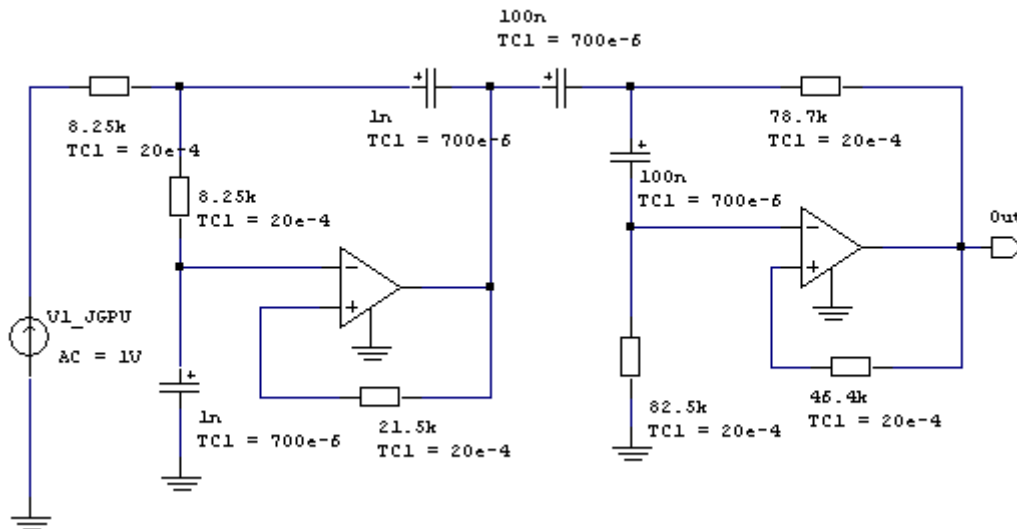 100n
TC1 = 700e-6
8.25k
TC1 = 20e-4
1n
TC1 = 700e-6
78.7k
TC1 = 20e-4
8.25k
TC1 = 20e-4
100n
TC1 = 700e-6
-
+
-
+
Out
V1_JGPU
AC = 1V
1n
TC1 = 700e-6
21.5k
TC1 = 20e-4
82.5k
TC1 = 20e-4
46.4k
TC1 = 20e-4
+
+
+
+